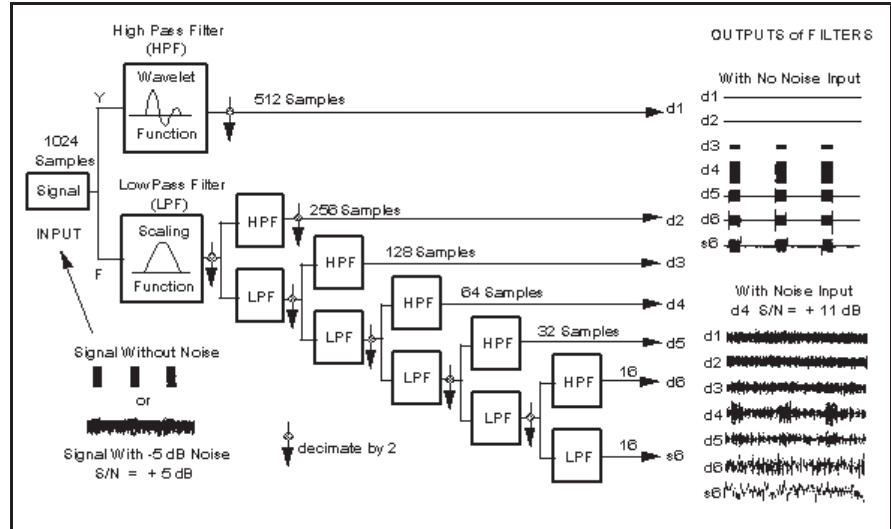 High Pass Filter
(HPF)
Wavelet
Function
Y
512 Samples
d1
1024
Samples
Signal
INPUT
F
Low Pass Filter
(LPF)
Scaling
Function
HPF
256 Samples
d2
LPF
HPF
128 Samples
d3
LPF
HPF
64 Samples
d4
LPF
HPF
32 Samples
d5
LPF
HPF
16
d6
LPF
16
s6
Signal Without Noise
or
Signal With -5 dB Noise
S/N = + 5 dB
decimate by 2
OUTPUTS of FILTERS
With No Noise Input
d1
d2
d3
d4
d5
d6
s6
With Noise Input
d4 S/N = + 11 dB
d1
d2
d3
d4
d5
d6
s6